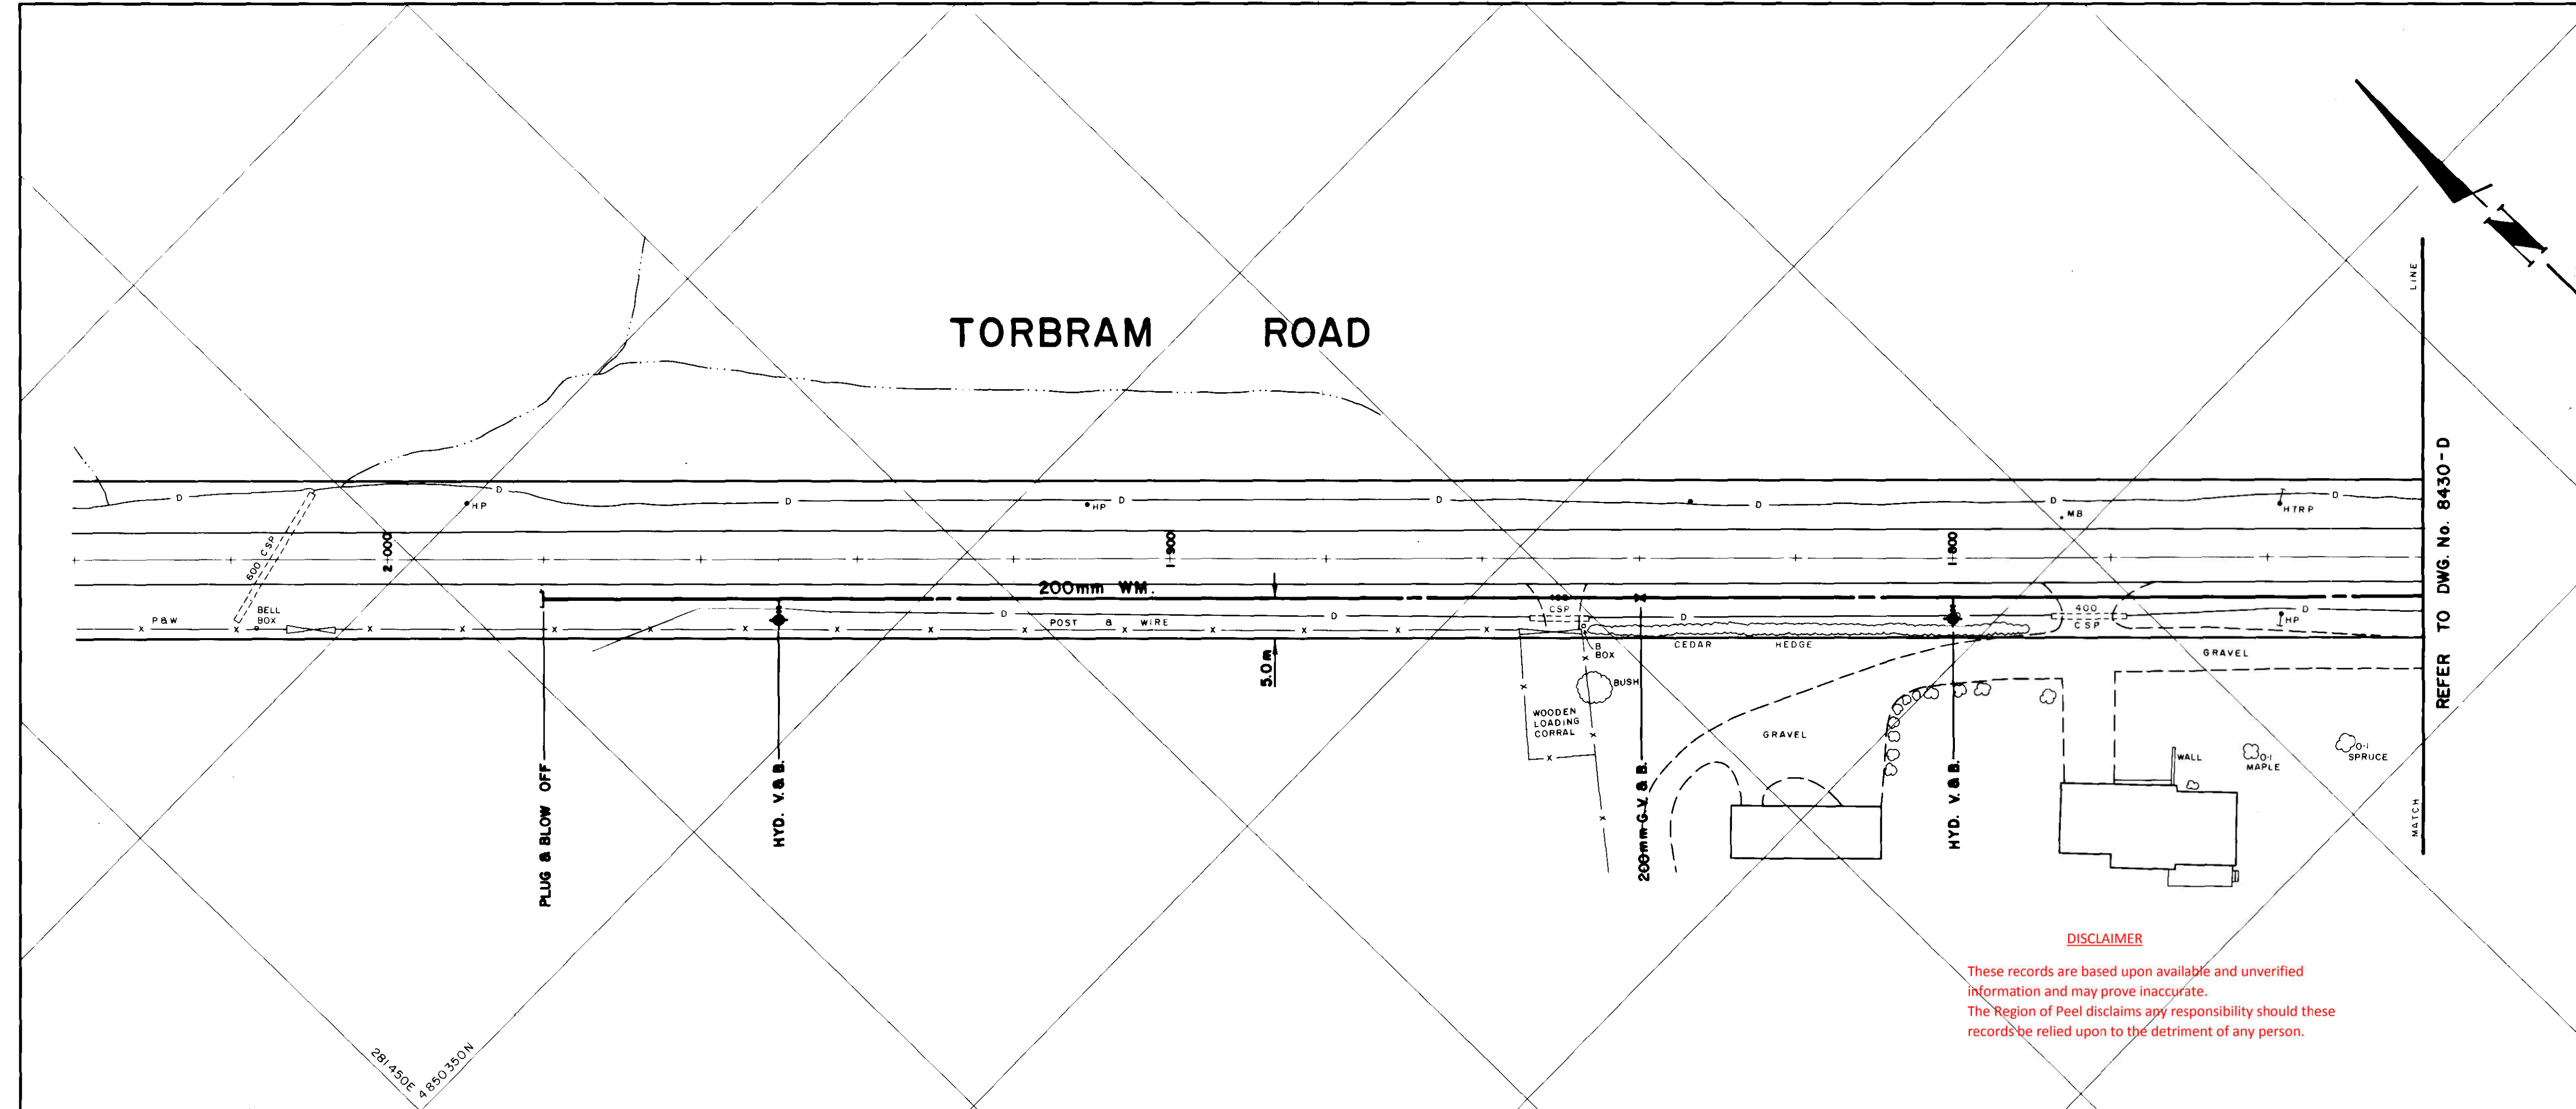 TORBRAM ROAD
N
LINE
REFER TO DWG. No. 8430-D
MATCH
D
D
D
D
D
D
D
D
HP
HP
MB
HTRP
600 CSP
2+000
1+900
1+800
200mm WM.
P&W
BELL
BOX
D
POST & WIRE
D
CSP
D
400
CSP
D
HP
5.0m
B
BOX
CEDAR HEDGE
GRAVEL
BUSH
WOODEN
LOADING
CORRAL
GRAVEL
WALL
0·1
MAPLE
0·1
SPRUCE
PLUG & BLOW OFF
HYD. V. & B.
200mm G.V. & B.
HYD. V. & B.
281450E
4850350N
DISCLAIMER
These records are based upon available and unverified
information and may prove inaccurate.
The Region of Peel disclaims any responsibility should these
records be relied upon to the detriment of any person.